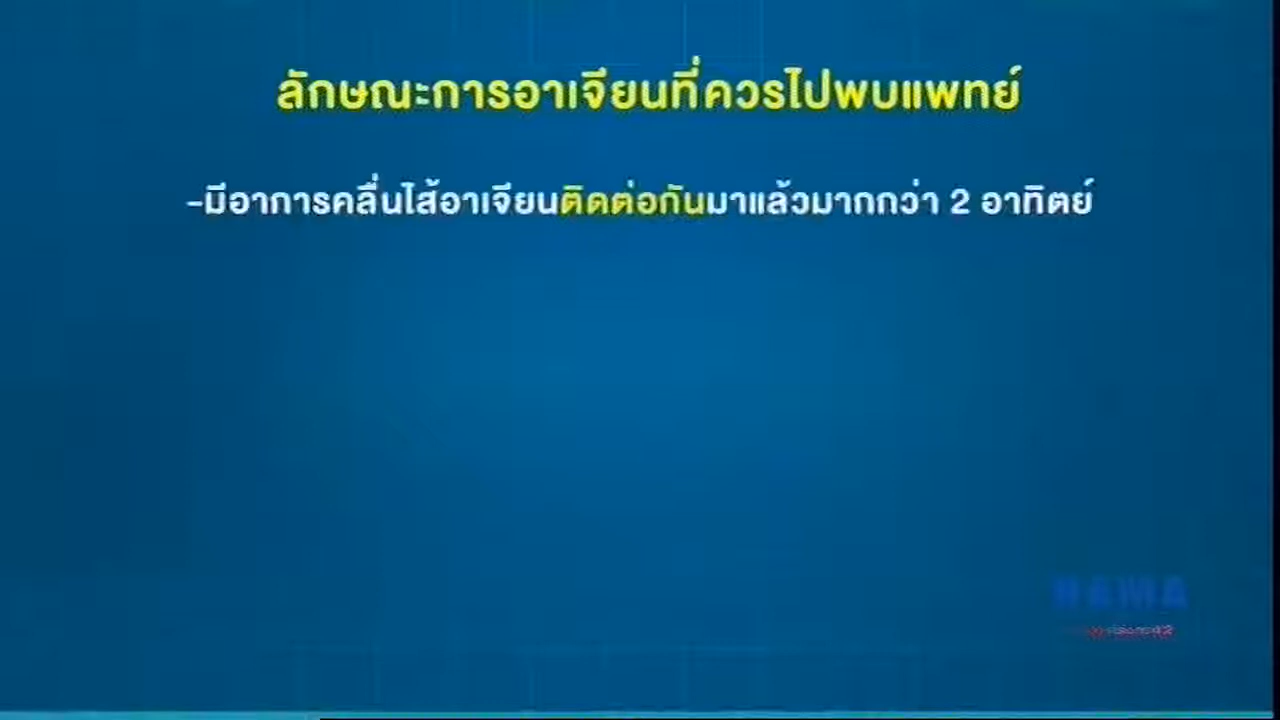 ลักษณะการอาเจียนที่ควรไปพบแพทย์
-มีอาการคลื่นไส้อาเจียนติดต่อกันมาแล้วมากกว่า 2 อาทิตย์
RAMA